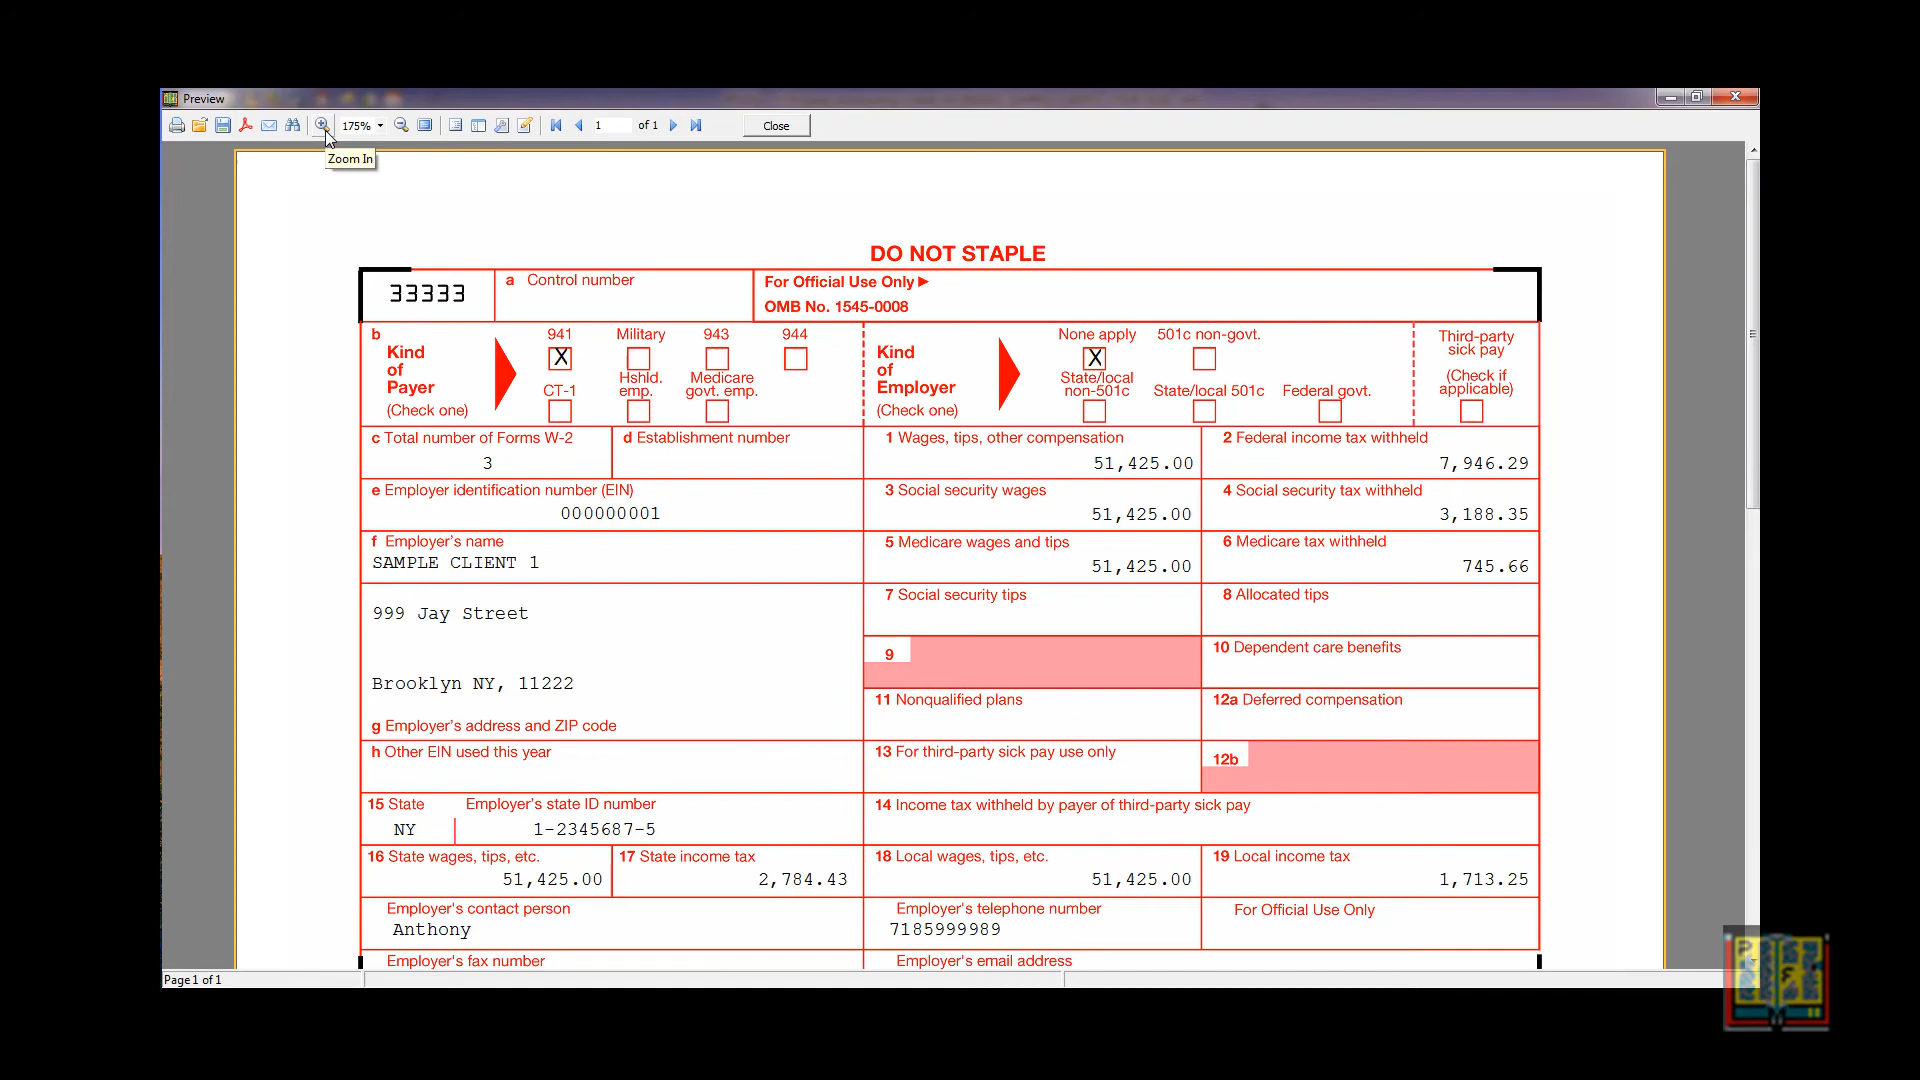 Preview
175%
1 of 1
Close
Zoom In
DO NOT STAPLE
33333
a Control number
For Official Use Only ▶
OMB No. 1545-0008
b
Kind
of
Payer
(Check one)
941 Military 943 944
X
CT-1 Hshld. emp. Medicare govt. emp.
Kind
of
Employer
(Check one)
None apply 501c non-govt.
X
State/local non-501c State/local 501c Federal govt.
Third-party
sick pay
(Check if
applicable)
c Total number of Forms W-2
3
d Establishment number
1 Wages, tips, other compensation
51,425.00
2 Federal income tax withheld
7,946.29
e Employer identification number (EIN)
000000001
3 Social security wages
51,425.00
4 Social security tax withheld
3,188.35
f Employer's name
SAMPLE CLIENT 1
5 Medicare wages and tips
51,425.00
6 Medicare tax withheld
745.66
999 Jay Street
Brooklyn NY, 11222
g Employer's address and ZIP code
7 Social security tips
8 Allocated tips
9
10 Dependent care benefits
11 Nonqualified plans
12a Deferred compensation
h Other EIN used this year
13 For third-party sick pay use only
12b
15 State Employer's state ID number
NY 1-2345687-5
14 Income tax withheld by payer of third-party sick pay
16 State wages, tips, etc.
51,425.00
17 State income tax
2,784.43
18 Local wages, tips, etc.
51,425.00
19 Local income tax
1,713.25
Employer's contact person
Anthony
Employer's telephone number
7185999989
For Official Use Only
Employer's fax number
Employer's email address
Page 1 of 1